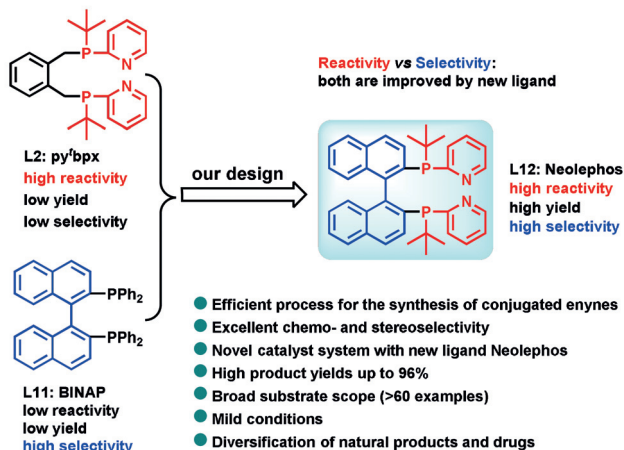 P
N
N
P
L2: pyᵗbpx
high reactivity
low yield
low selectivity
PPh₂
PPh₂
L11: BINAP
low reactivity
low yield
high selectivity
our design
Reactivity vs Selectivity:
both are improved by new ligand
P
N
N
P
L12: Neolephos
high reactivity
high yield
high selectivity
Efficient process for the synthesis of conjugated enynes
Excellent chemo- and stereoselectivity
Novel catalyst system with new ligand Neolephos
High product yields up to 96%
Broad substrate scope (>60 examples)
Mild conditions
Diversification of natural products and drugs